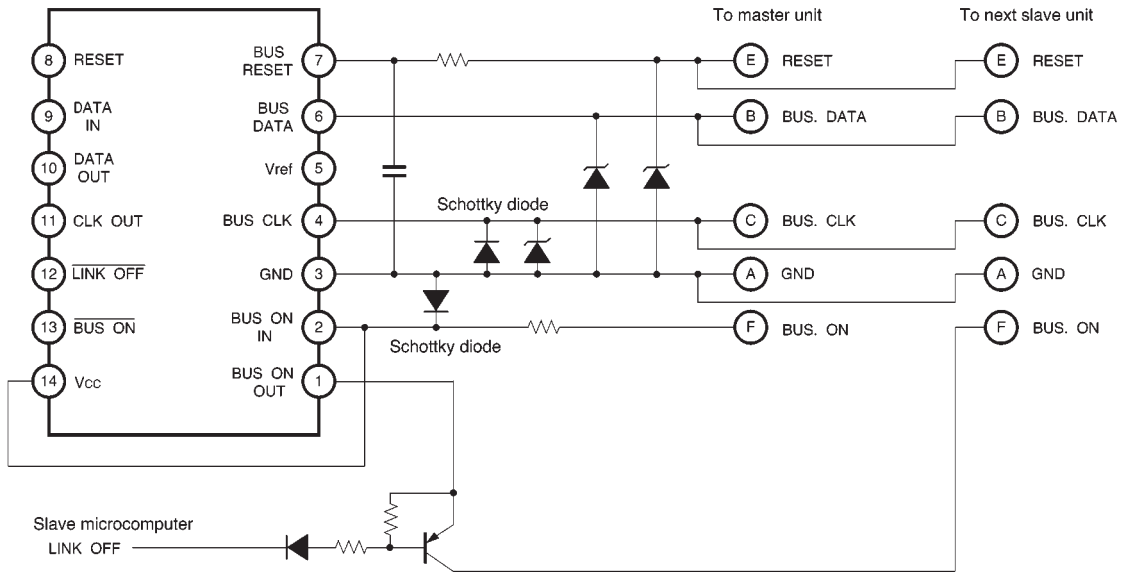 To master unit
To next slave unit
8 RESET
BUS RESET 7
E RESET
E RESET
9 DATA IN
BUS DATA 6
B BUS. DATA
B BUS. DATA
10 DATA OUT
Vref 5
11 CLK OUT
BUS CLK 4
Schottky diode
C BUS. CLK
C BUS. CLK
12 LINK OFF
GND 3
A GND
A GND
13 BUS ON
BUS ON IN 2
Schottky diode
F BUS. ON
F BUS. ON
14 Vcc
BUS ON OUT 1
Slave microcomputer
LINK OFF